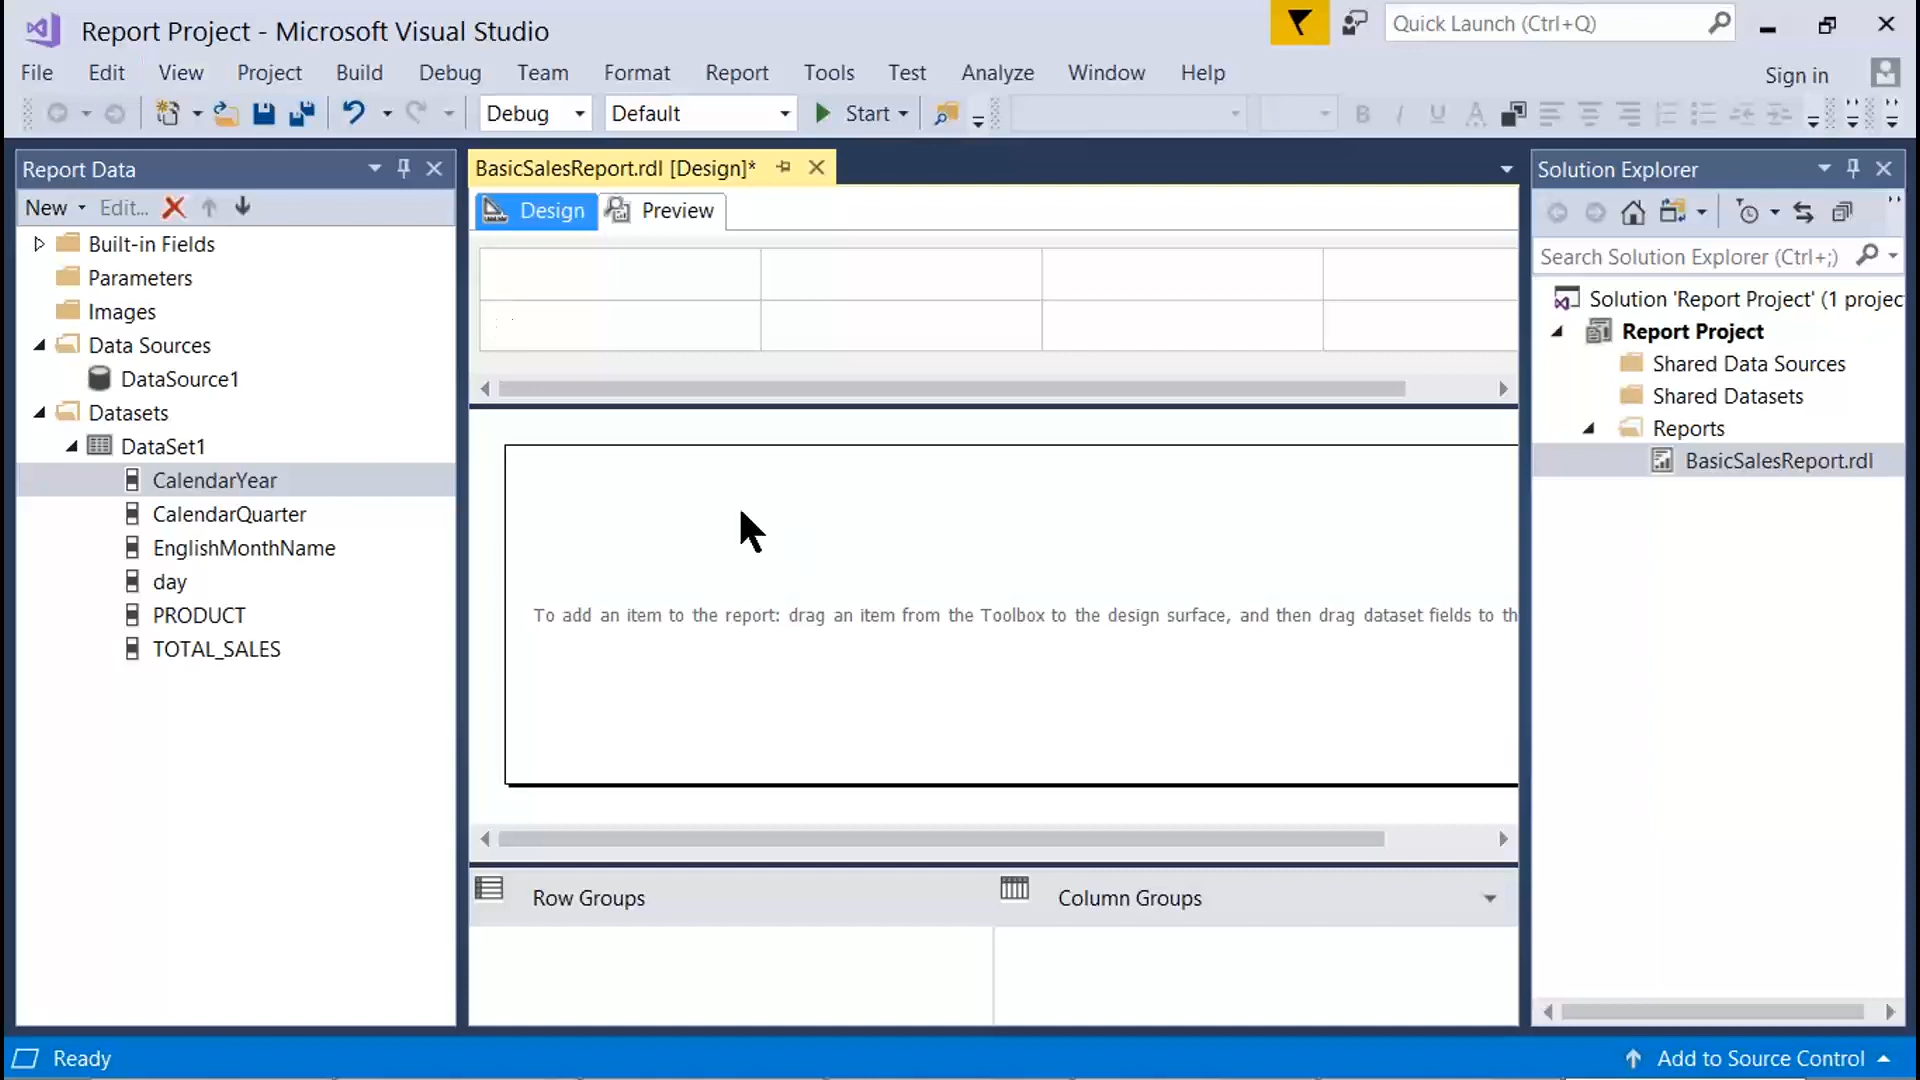 Report Project - Microsoft Visual Studio
Quick Launch (Ctrl+Q)
File Edit View Project Build Debug Team Format Report Tools Test Analyze Window Help
Sign in
Debug Default Start
Report Data
New Edit...
Built-in Fields
Parameters
Images
Data Sources
DataSource1
Datasets
DataSet1
CalendarYear
CalendarQuarter
EnglishMonthName
day
PRODUCT
TOTAL_SALES
BasicSalesReport.rdl [Design]*
Design Preview
To add an item to the report: drag an item from the Toolbox to the design surface, and then drag dataset fields to th
Row Groups
Column Groups
Solution Explorer
Search Solution Explorer (Ctrl+;)
Solution 'Report Project' (1 projec
Report Project
Shared Data Sources
Shared Datasets
Reports
BasicSalesReport.rdl
Ready
Add to Source Control